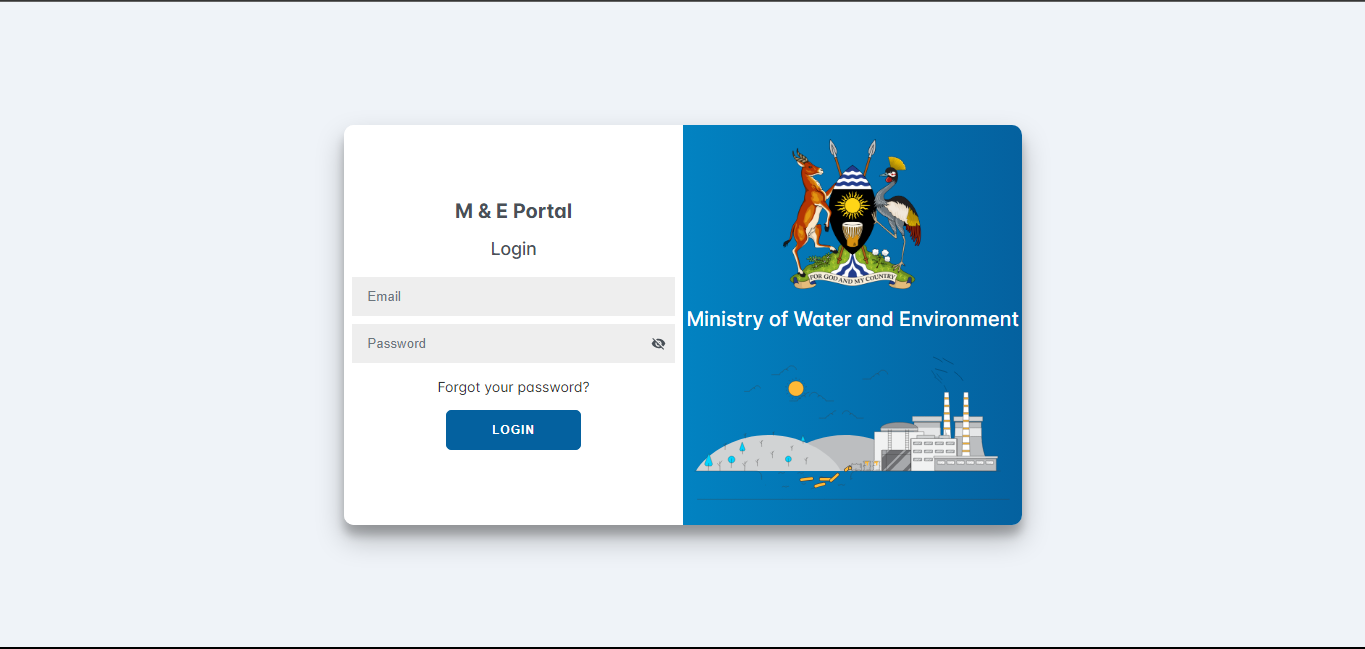 M & E Portal
Login
Email
Password
Forgot your password?
LOGIN
FOR GOD AND MY COUNTRY
Ministry of Water and Environment